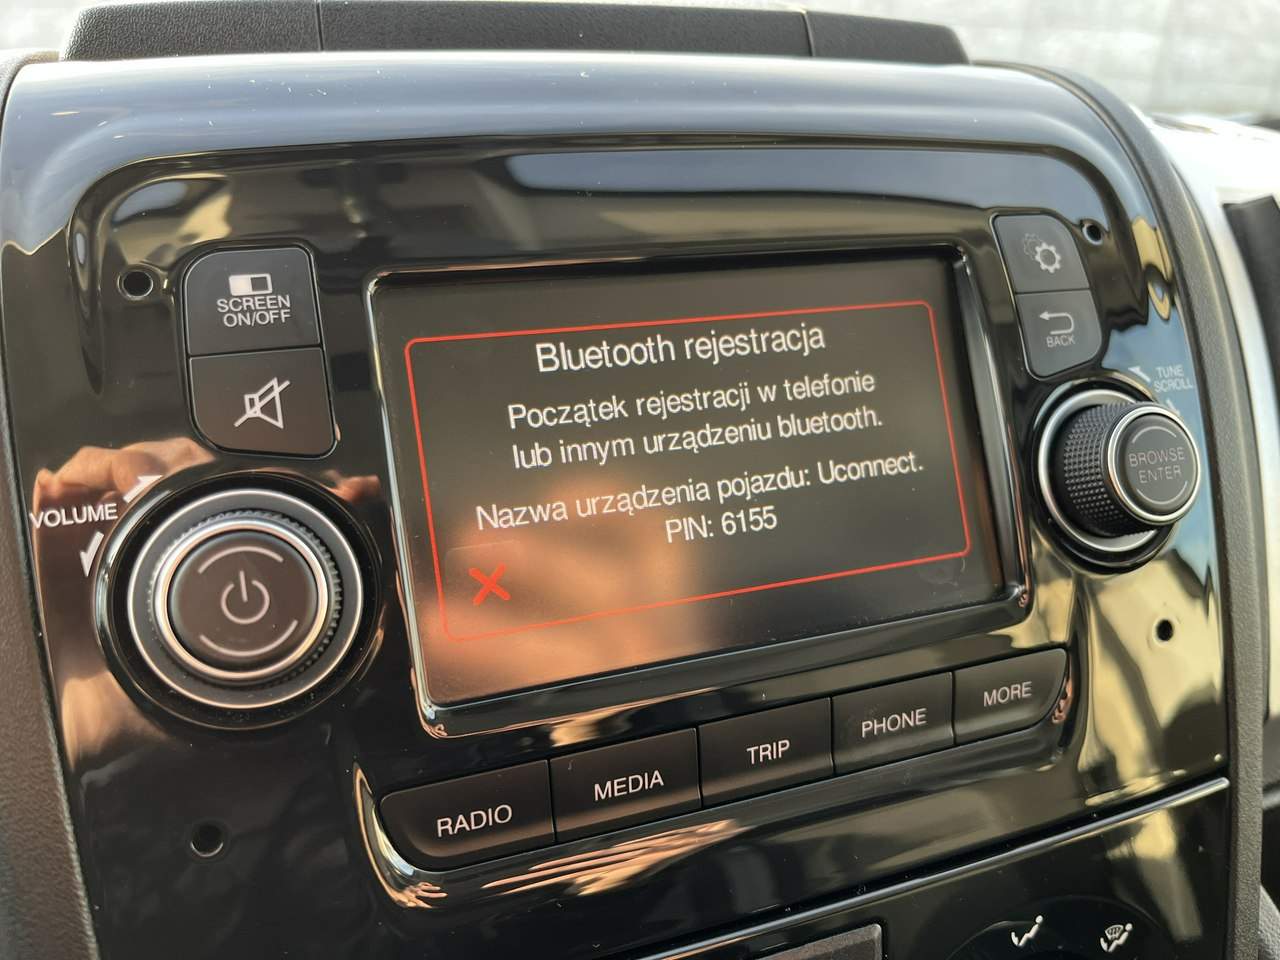 SCREEN
ON/OFF
BACK
TUNE
SCROLL
Bluetooth rejestracja
Początek rejestracji w telefonie
lub innym urządzeniu bluetooth.
Nazwa urządzenia pojazdu: Uconnect.
PIN: 6155
BROWSE
ENTER
VOLUME
RADIO
MEDIA
TRIP
PHONE
MORE